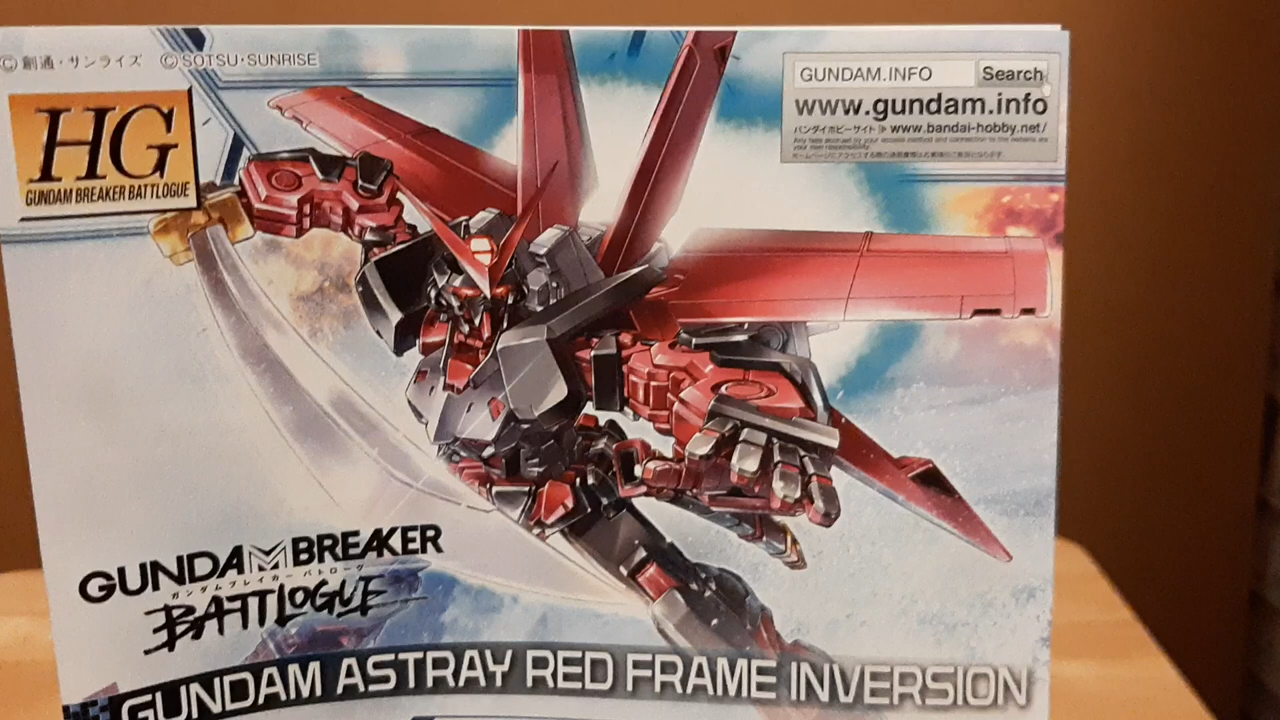 ©創通・サンライズ ©SOTSU・SUNRISE
HG
GUNDAM BREAKER BATTLOGUE
GUNDAM.INFO Search
www.gundam.info
バンダイホビーサイト ▶ www.bandai-hobby.net/
GUNDAM BREAKER
ガンダムブレイカー バトローグ
BATTLOGUE
GUNDAM ASTRAY RED FRAME INVERSION